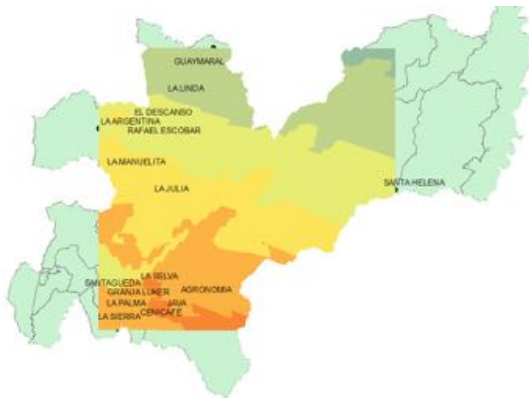 GUAYMARAL
LA LINDA
EL DESCANSO
LA ARGENTINA
RAFAEL ESCOBAR
LA MANUELITA
LA JULIA
SANTA HELENA
LA SELVA
SANTAGUEDA
GRANJA LUKER
AGRONOMIA
LA PALMA
JAVA
CENICAFE
LA SIERRA